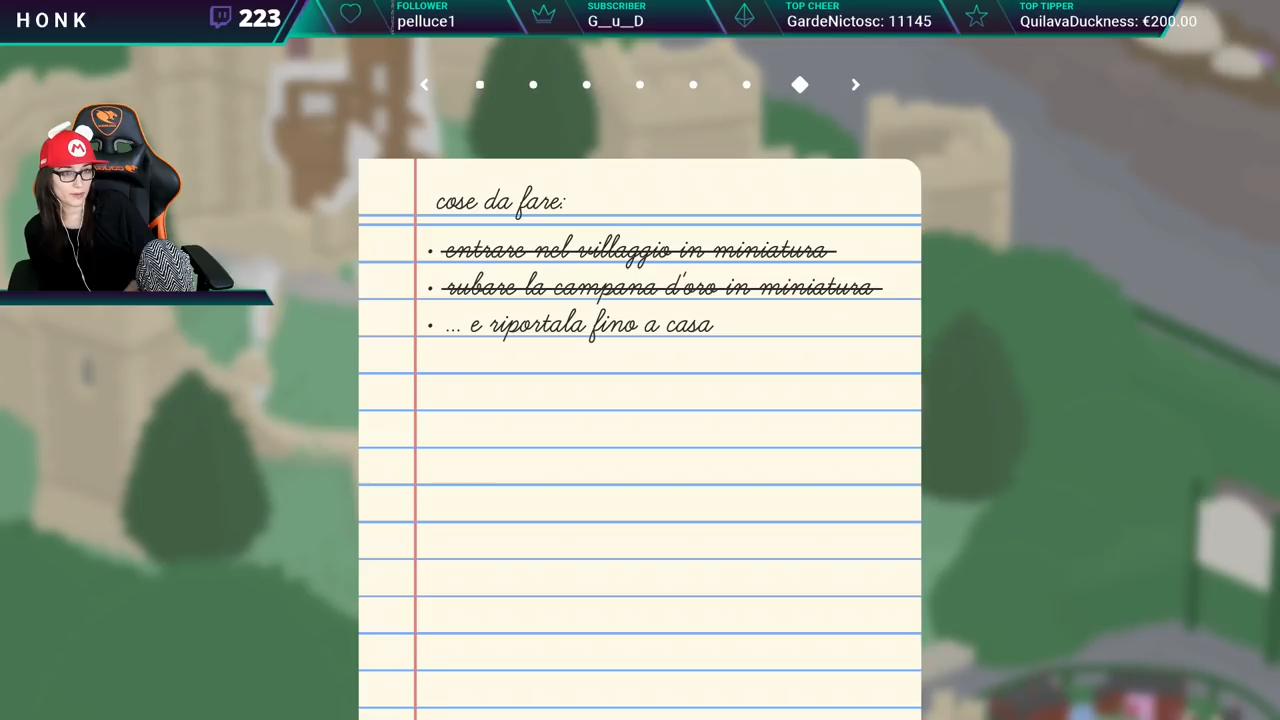 HONK
223
FOLLOWER
pelluce1
SUBSCRIBER
G__u__D
TOP CHEER
GardeNictosc: 11145
TOP TIPPER
QuilavaDuckness: €200.00
M
cose da fare:
• entrare nel villaggio in miniatura
• rubare la campana d'oro in miniatura
• ... e riportala fino a casa